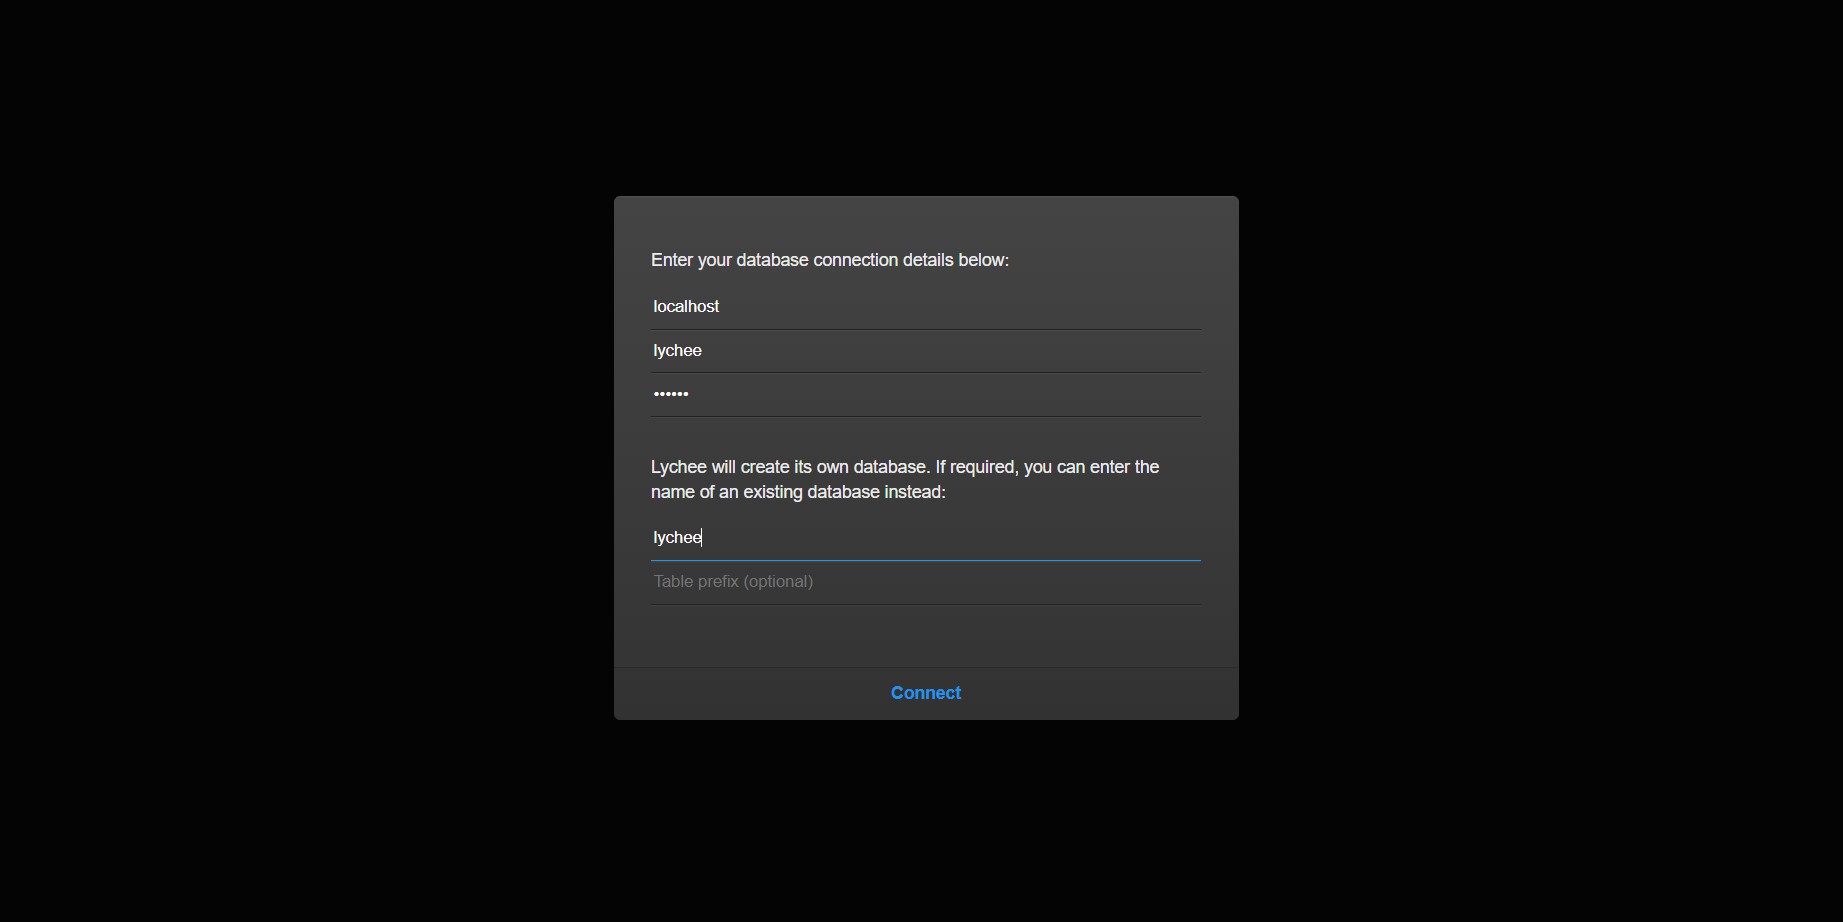 Enter your database connection details below:
localhost
lychee
••••••
Lychee will create its own database. If required, you can enter the
name of an existing database instead:
lychee
Table prefix (optional)
Connect